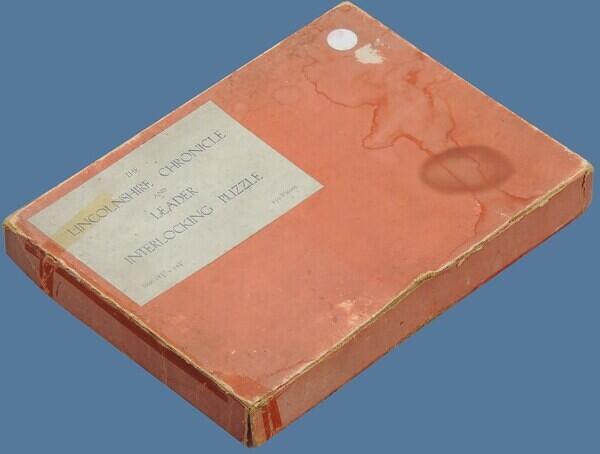 THE
LINCOLNSHIRE CHRONICLE
AND
LEADER
INTERLOCKING PUZZLE